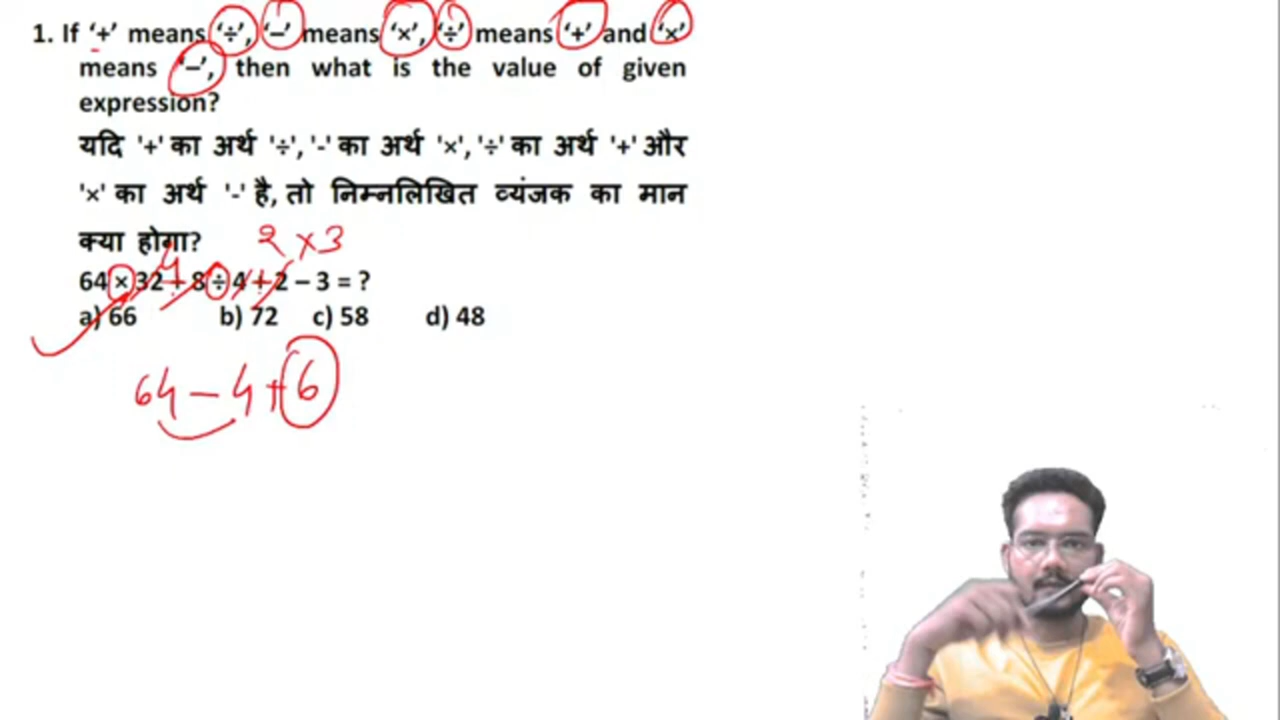 1. If ‘+’ means ‘÷’, ‘–’ means ‘×’, ‘÷’ means ‘+’ and ‘×’
means ‘–’, then what is the value of given
expression?
यदि '+' का अर्थ '÷', '-' का अर्थ '×', '÷' का अर्थ '+' और
'×' का अर्थ '-' है, तो निम्नलिखित व्यंजक का मान
क्या होगा?
4 2 × 3
64 × 32 + 8 ÷ 4 + 2 – 3 = ?
a) 66 b) 72 c) 58 d) 48
64 – 4 + 6